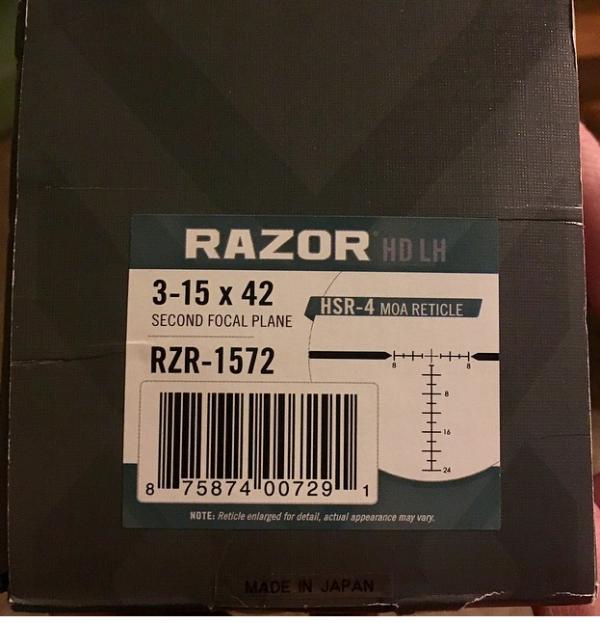 RAZOR HD LH
3-15 x 42
SECOND FOCAL PLANE
HSR-4 MOA RETICLE
RZR-1572
8 8
8
16
24
8 75874 00729 1
NOTE: Reticle enlarged for detail, actual appearance may vary.
MADE IN JAPAN